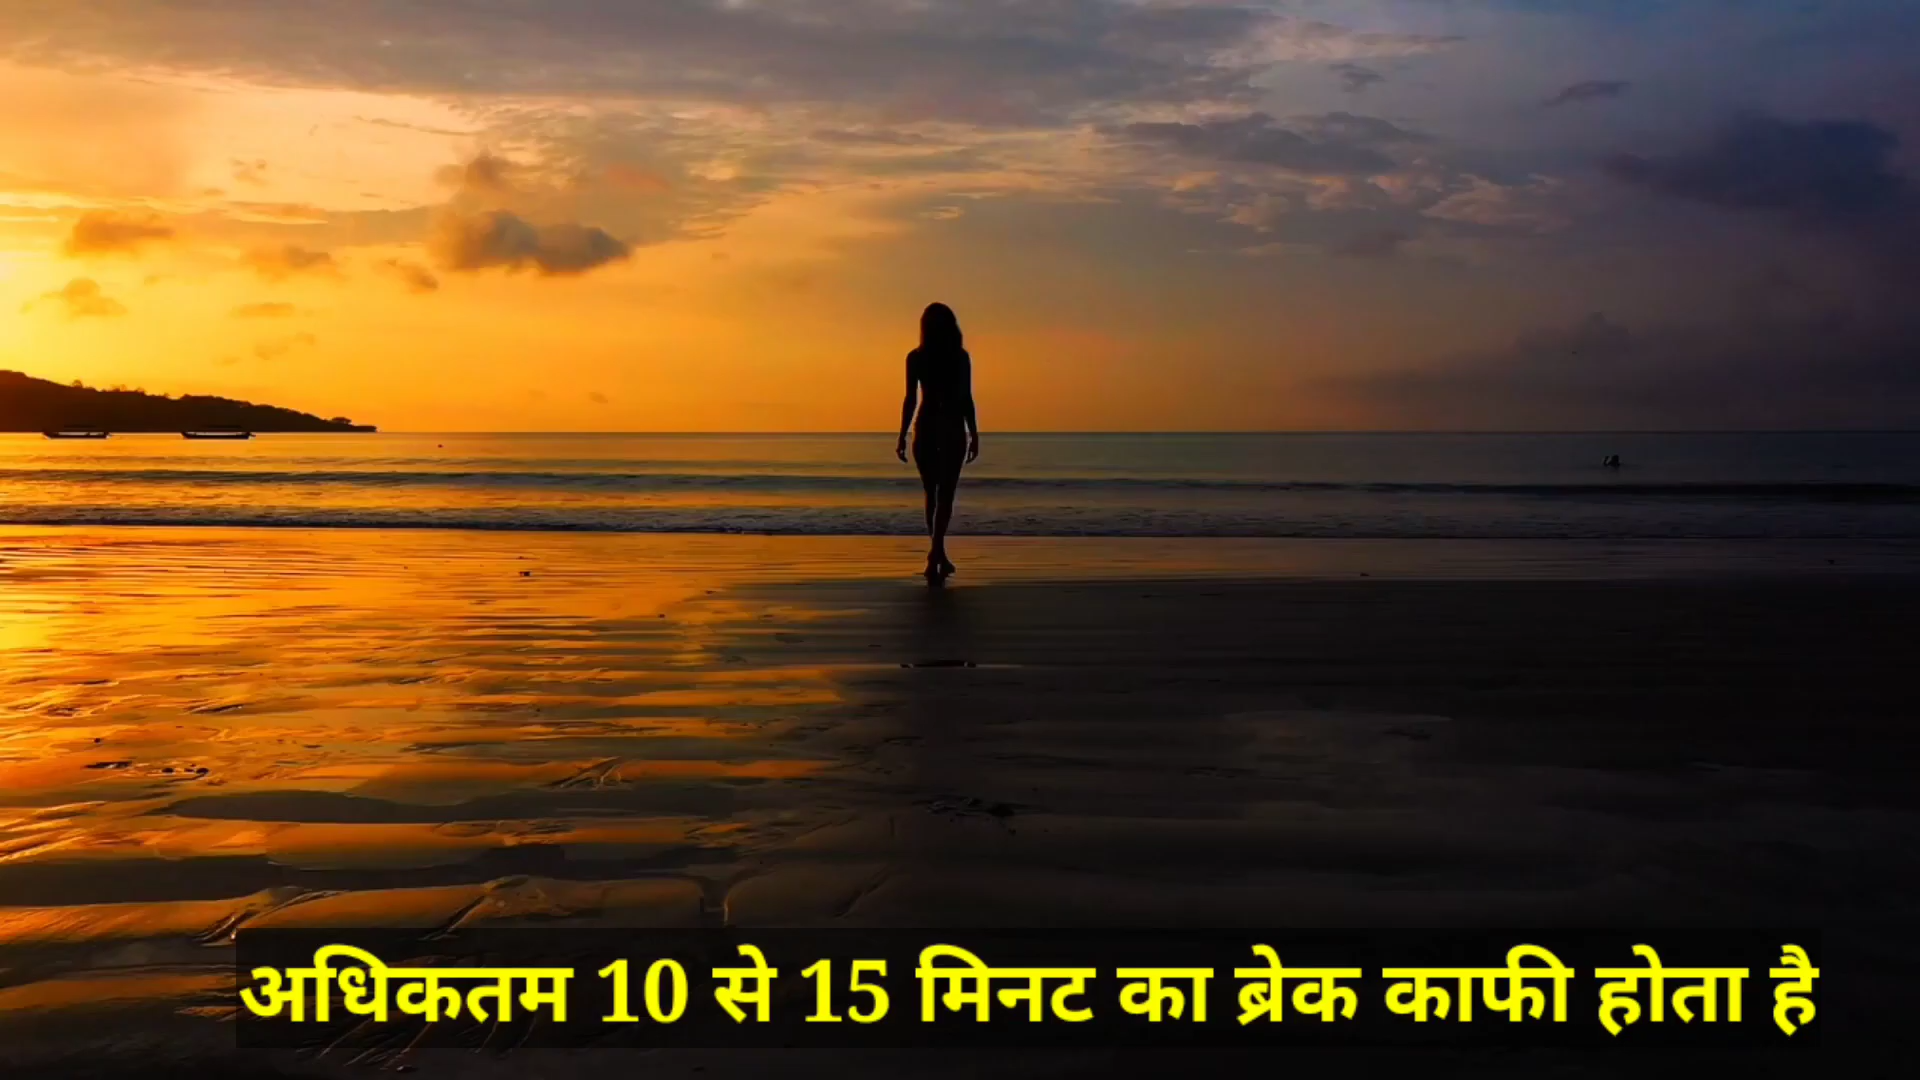 अधिकतम 10 से 15 मिनट का ब्रेक काफी होता है